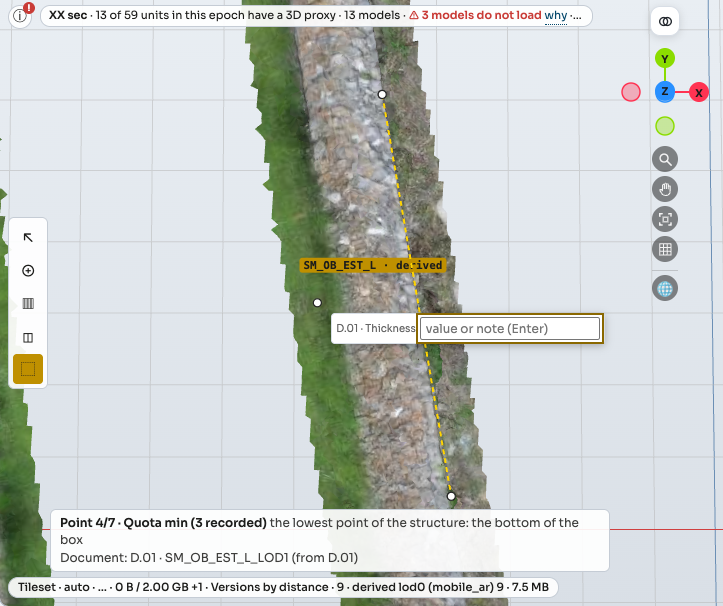 XX sec · 13 of 59 units in this epoch have a 3D proxy · 13 models · ⚠ 3 models do not load why ·...
Y
Z
X
SM_OB_EST_L · derived
D.01 · Thickness
value or note (Enter)
Point 4/7 · Quota min (3 recorded) the lowest point of the structure: the bottom of the
box
Document: D.01 · SM_OB_EST_L_LOD1 (from D.01)
Tileset · auto · ... · 0 B / 2.00 GB +1 · Versions by distance · 9 · derived lod0 (mobile_ar) 9 · 7.5 MB